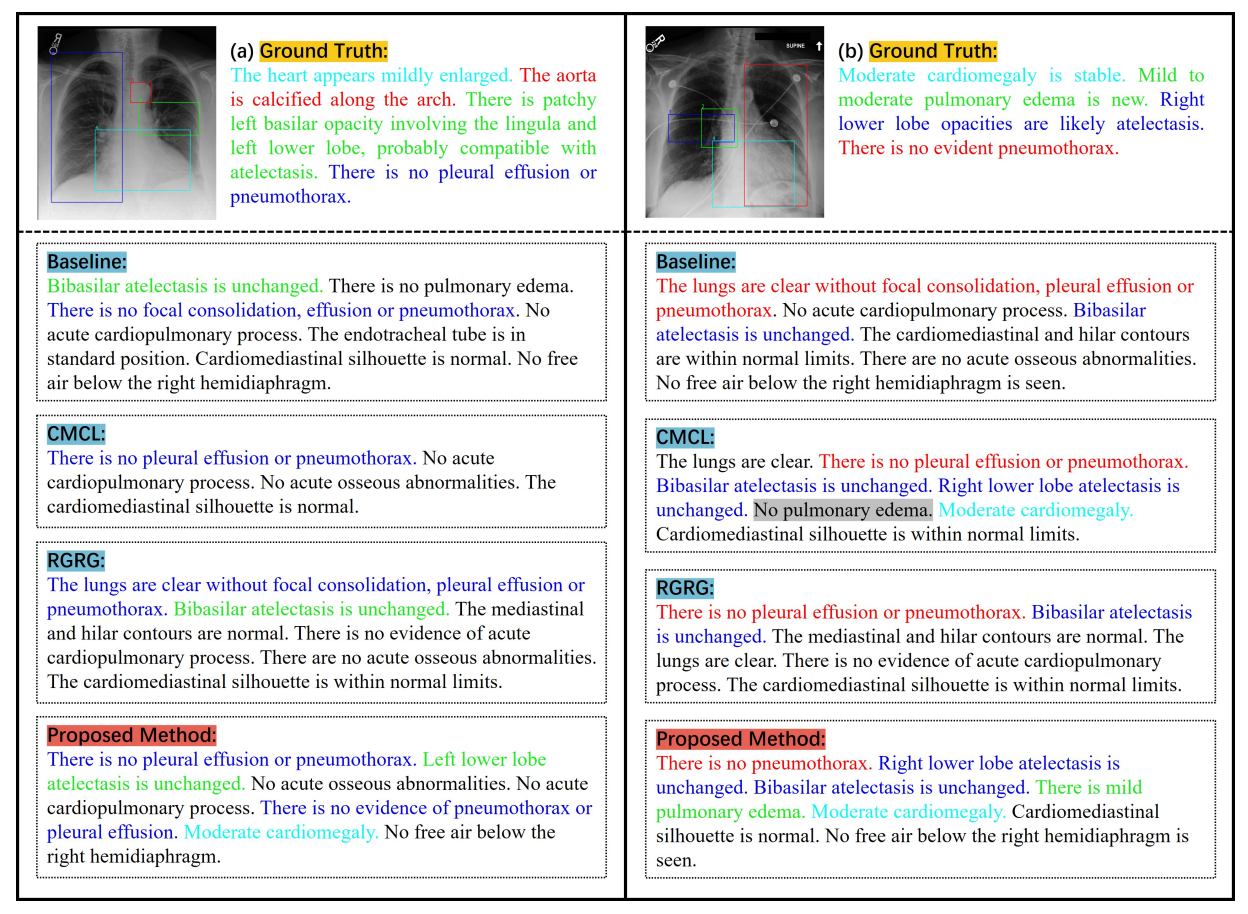 (a) Ground Truth:
The heart appears mildly enlarged. The aorta
is calcified along the arch. There is patchy
left basilar opacity involving the lingula and
left lower lobe, probably compatible with
atelectasis. There is no pleural effusion or
pneumothorax.
Baseline:
Bibasilar atelectasis is unchanged. There is no pulmonary edema.
There is no focal consolidation, effusion or pneumothorax. No
acute cardiopulmonary process. The endotracheal tube is in
standard position. Cardiomediastinal silhouette is normal. No free
air below the right hemidiaphragm.
CMCL:
There is no pleural effusion or pneumothorax. No acute
cardiopulmonary process. No acute osseous abnormalities. The
cardiomediastinal silhouette is normal.
RGRG:
The lungs are clear without focal consolidation, pleural effusion or
pneumothorax. Bibasilar atelectasis is unchanged. The mediastinal
and hilar contours are normal. There is no evidence of acute
cardiopulmonary process. There are no acute osseous abnormalities.
The cardiomediastinal silhouette is within normal limits.
Proposed Method:
There is no pleural effusion or pneumothorax. Left lower lobe
atelectasis is unchanged. No acute osseous abnormalities. No acute
cardiopulmonary process. There is no evidence of pneumothorax or
pleural effusion. Moderate cardiomegaly. No free air below the
right hemidiaphragm.
SUPINE
(b) Ground Truth:
Moderate cardiomegaly is stable. Mild to
moderate pulmonary edema is new. Right
lower lobe opacities are likely atelectasis.
There is no evident pneumothorax.
Baseline:
The lungs are clear without focal consolidation, pleural effusion or
pneumothorax. No acute cardiopulmonary process. Bibasilar
atelectasis is unchanged. The cardiomediastinal and hilar contours
are within normal limits. There are no acute osseous abnormalities.
No free air below the right hemidiaphragm is seen.
CMCL:
The lungs are clear. There is no pleural effusion or pneumothorax.
Bibasilar atelectasis is unchanged. Right lower lobe atelectasis is
unchanged. No pulmonary edema. Moderate cardiomegaly.
Cardiomediastinal silhouette is within normal limits.
RGRG:
There is no pleural effusion or pneumothorax. Bibasilar atelectasis
is unchanged. The mediastinal and hilar contours are normal. The
lungs are clear. There is no evidence of acute cardiopulmonary
process. The cardiomediastinal silhouette is within normal limits.
Proposed Method:
There is no pneumothorax. Right lower lobe atelectasis is
unchanged. Bibasilar atelectasis is unchanged. There is mild
pulmonary edema. Moderate cardiomegaly. Cardiomediastinal
silhouette is normal. No free air below the right hemidiaphragm is
seen.